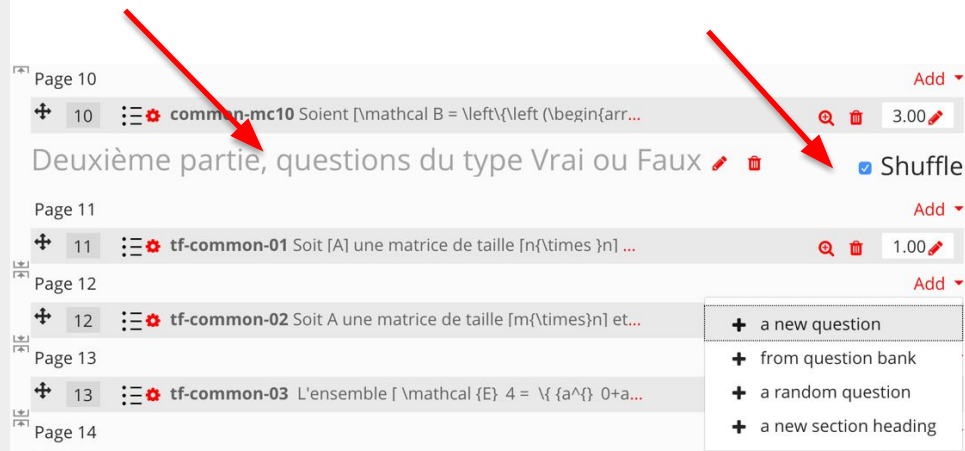 Page 10
Add
10 common-mc10 Soient [\mathcal B = \left\{\left (\begin{arr... 3.00
Deuxième partie, questions du type Vrai ou Faux Shuffle
Page 11
Add
11 tf-common-01 Soit [A] une matrice de taille [n{\times }n] ... 1.00
Page 12
Add
12 tf-common-02 Soit A une matrice de taille [m{\times}n] et...
a new question
Page 13
from question bank
13 tf-common-03 L'ensemble [ \mathcal {E}_4 = \{ {a^{}_0+a...
a random question
Page 14
a new section heading